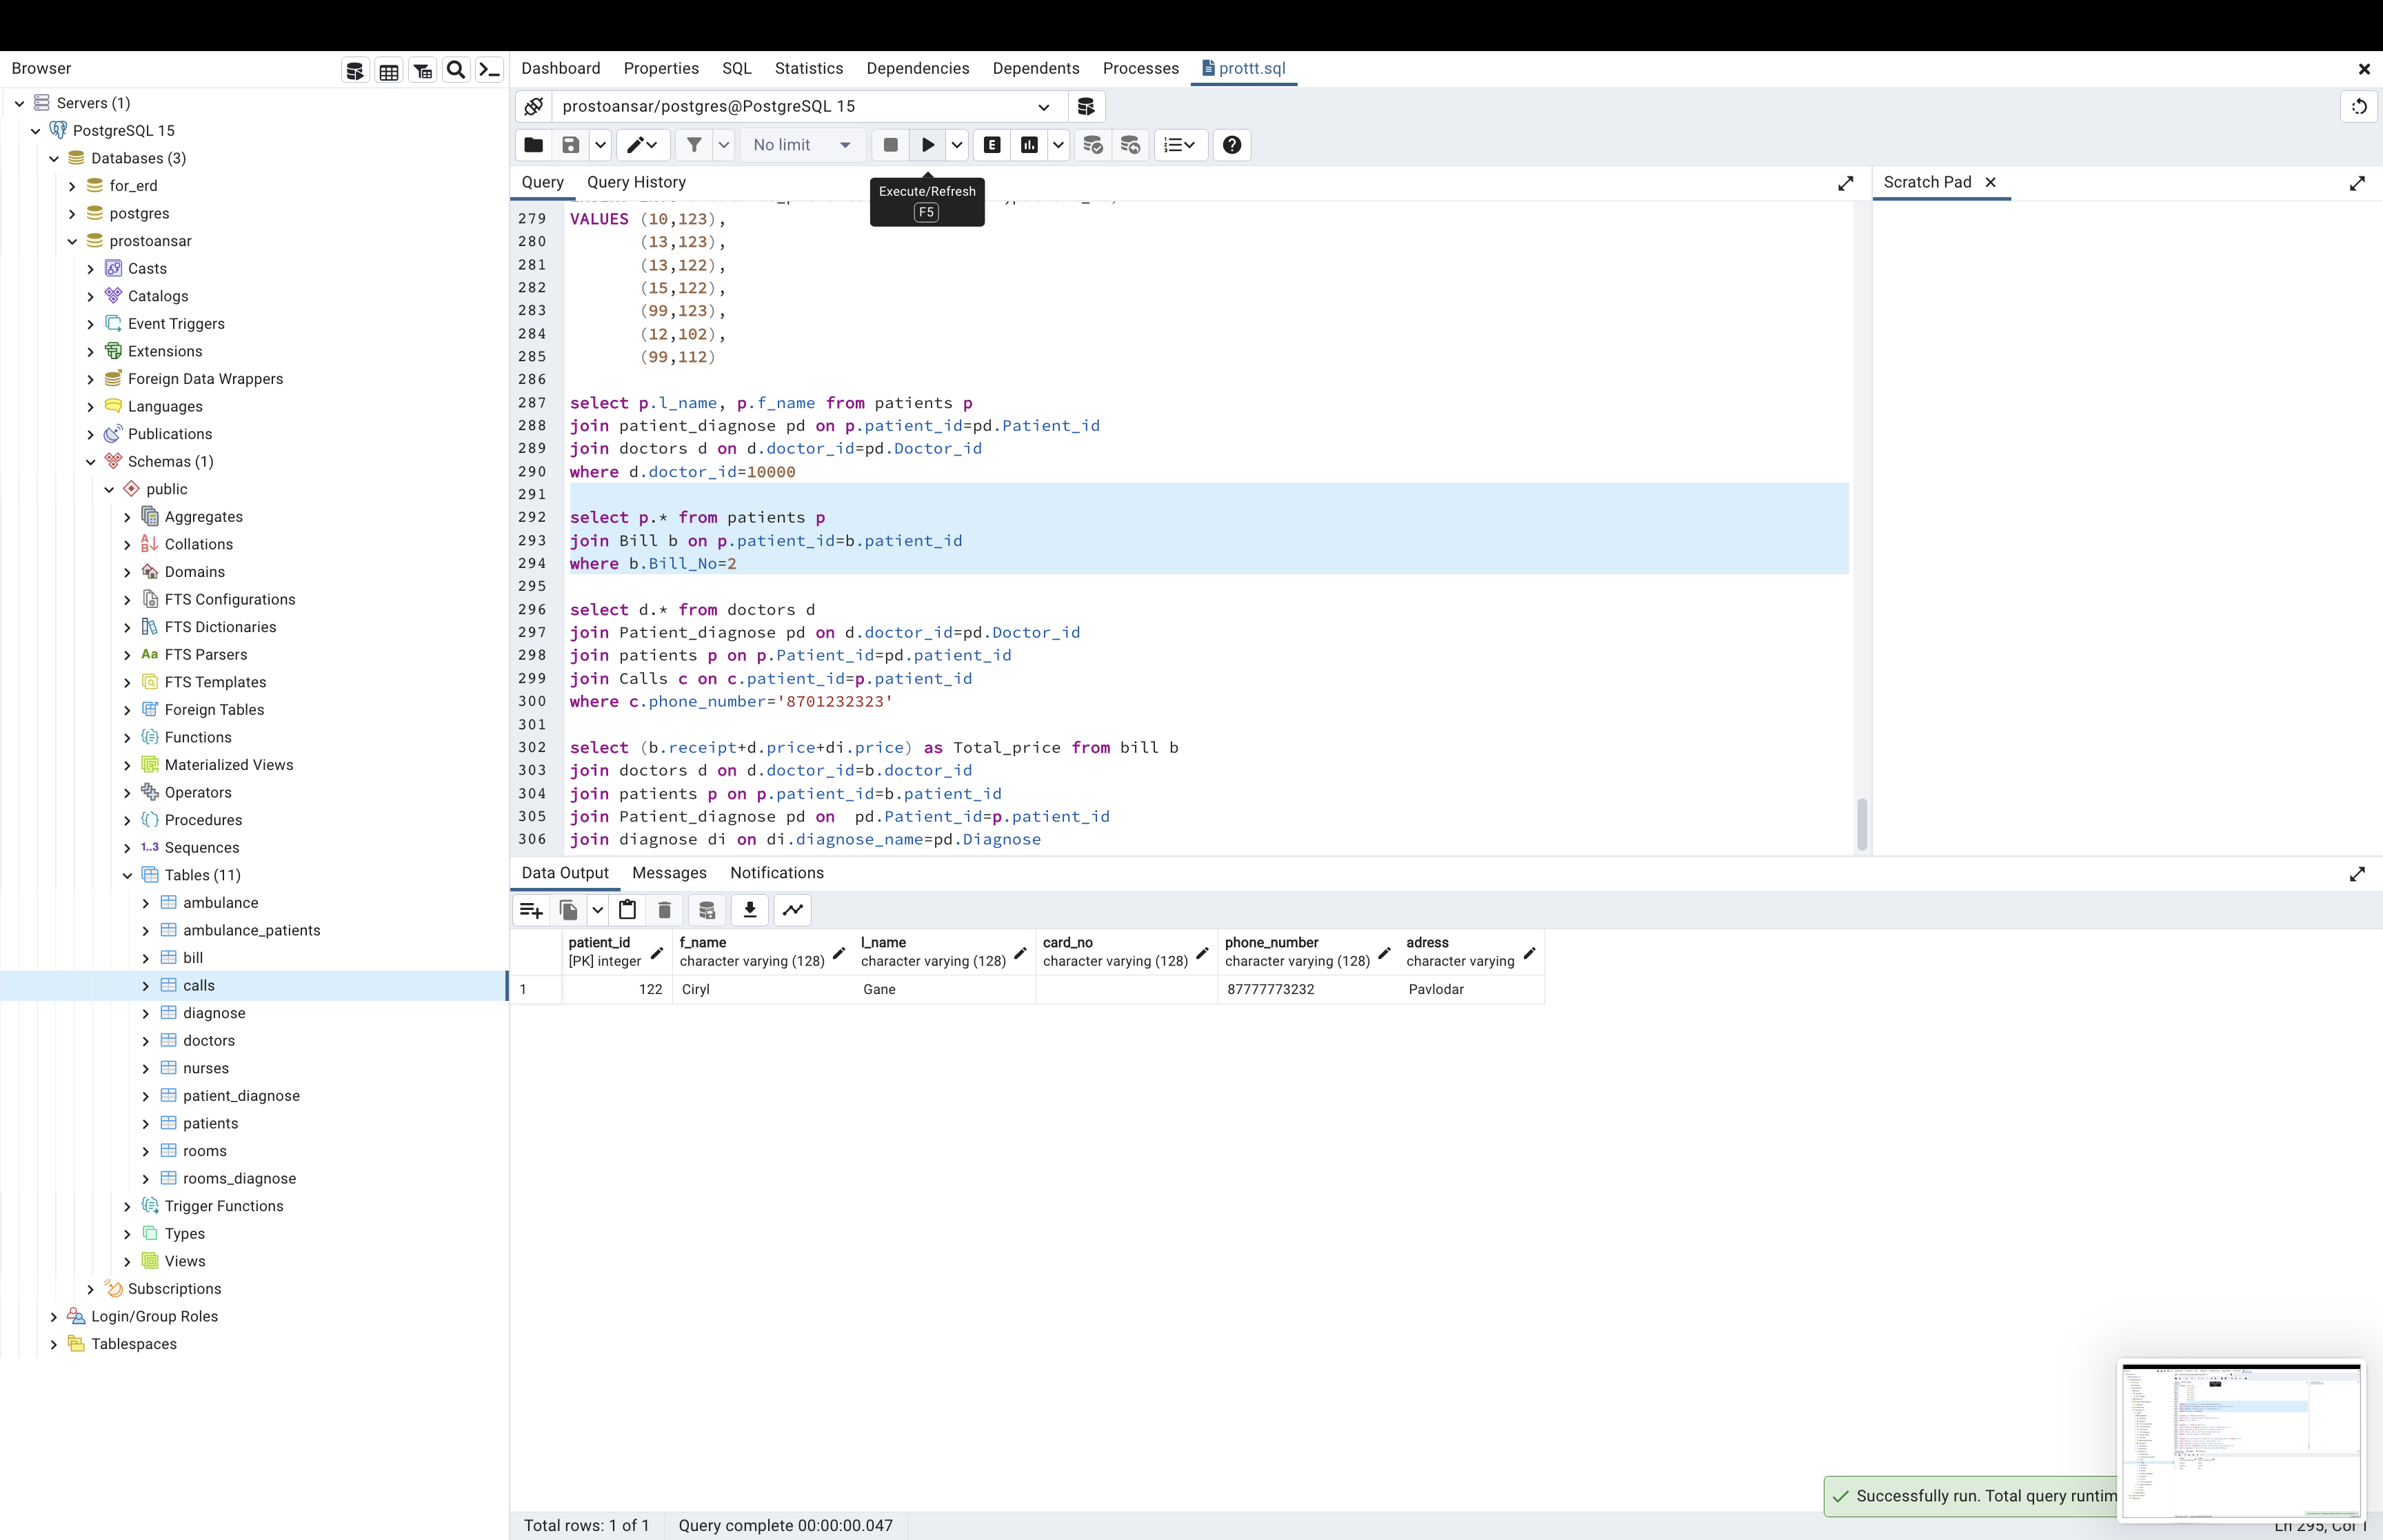 Browser
Dashboard Properties SQL Statistics Dependencies Dependents Processes prottt.sql
Servers (1)
PostgreSQL 15
Databases (3)
for_erd
postgres
prostoansar
Casts
Catalogs
Event Triggers
Extensions
Foreign Data Wrappers
Languages
Publications
Schemas (1)
public
Aggregates
Collations
Domains
FTS Configurations
FTS Dictionaries
Aa FTS Parsers
FTS Templates
Foreign Tables
Functions
Materialized Views
Operators
Procedures
1..3 Sequences
Tables (11)
ambulance
ambulance_patients
bill
calls
diagnose
doctors
nurses
patient_diagnose
patients
rooms
rooms_diagnose
Trigger Functions
Types
Views
Subscriptions
Login/Group Roles
Tablespaces
prostoansar/postgres@PostgreSQL 15
No limit
E
Query Query History
Execute/Refresh
F5
Scratch Pad
279 VALUES (10,123),
280 (13,123),
281 (13,122),
282 (15,122),
283 (99,123),
284 (12,102),
285 (99,112)
286
287 select p.l_name, p.f_name from patients p
288 join patient_diagnose pd on p.patient_id=pd.Patient_id
289 join doctors d on d.doctor_id=pd.Doctor_id
290 where d.doctor_id=10000
291
292 select p.* from patients p
293 join Bill b on p.patient_id=b.patient_id
294 where b.Bill_No=2
295
296 select d.* from doctors d
297 join Patient_diagnose pd on d.doctor_id=pd.Doctor_id
298 join patients p on p.Patient_id=pd.patient_id
299 join Calls c on c.patient_id=p.patient_id
300 where c.phone_number='8701232323'
301
302 select (b.receipt+d.price+di.price) as Total_price from bill b
303 join doctors d on d.doctor_id=b.doctor_id
304 join patients p on p.patient_id=b.patient_id
305 join Patient_diagnose pd on  pd.Patient_id=p.patient_id
306 join diagnose di on di.diagnose_name=pd.Diagnose
Data Output Messages Notifications
patient_id f_name l_name card_no phone_number adress
[PK] integer character varying (128) character varying (128) character varying (128) character varying (128) character varying
1 122 Ciryl Gane 87777773232 Pavlodar
Successfully run. Total query runtim
Total rows: 1 of 1 Query complete 00:00:00.047
Ln 295, Col 1